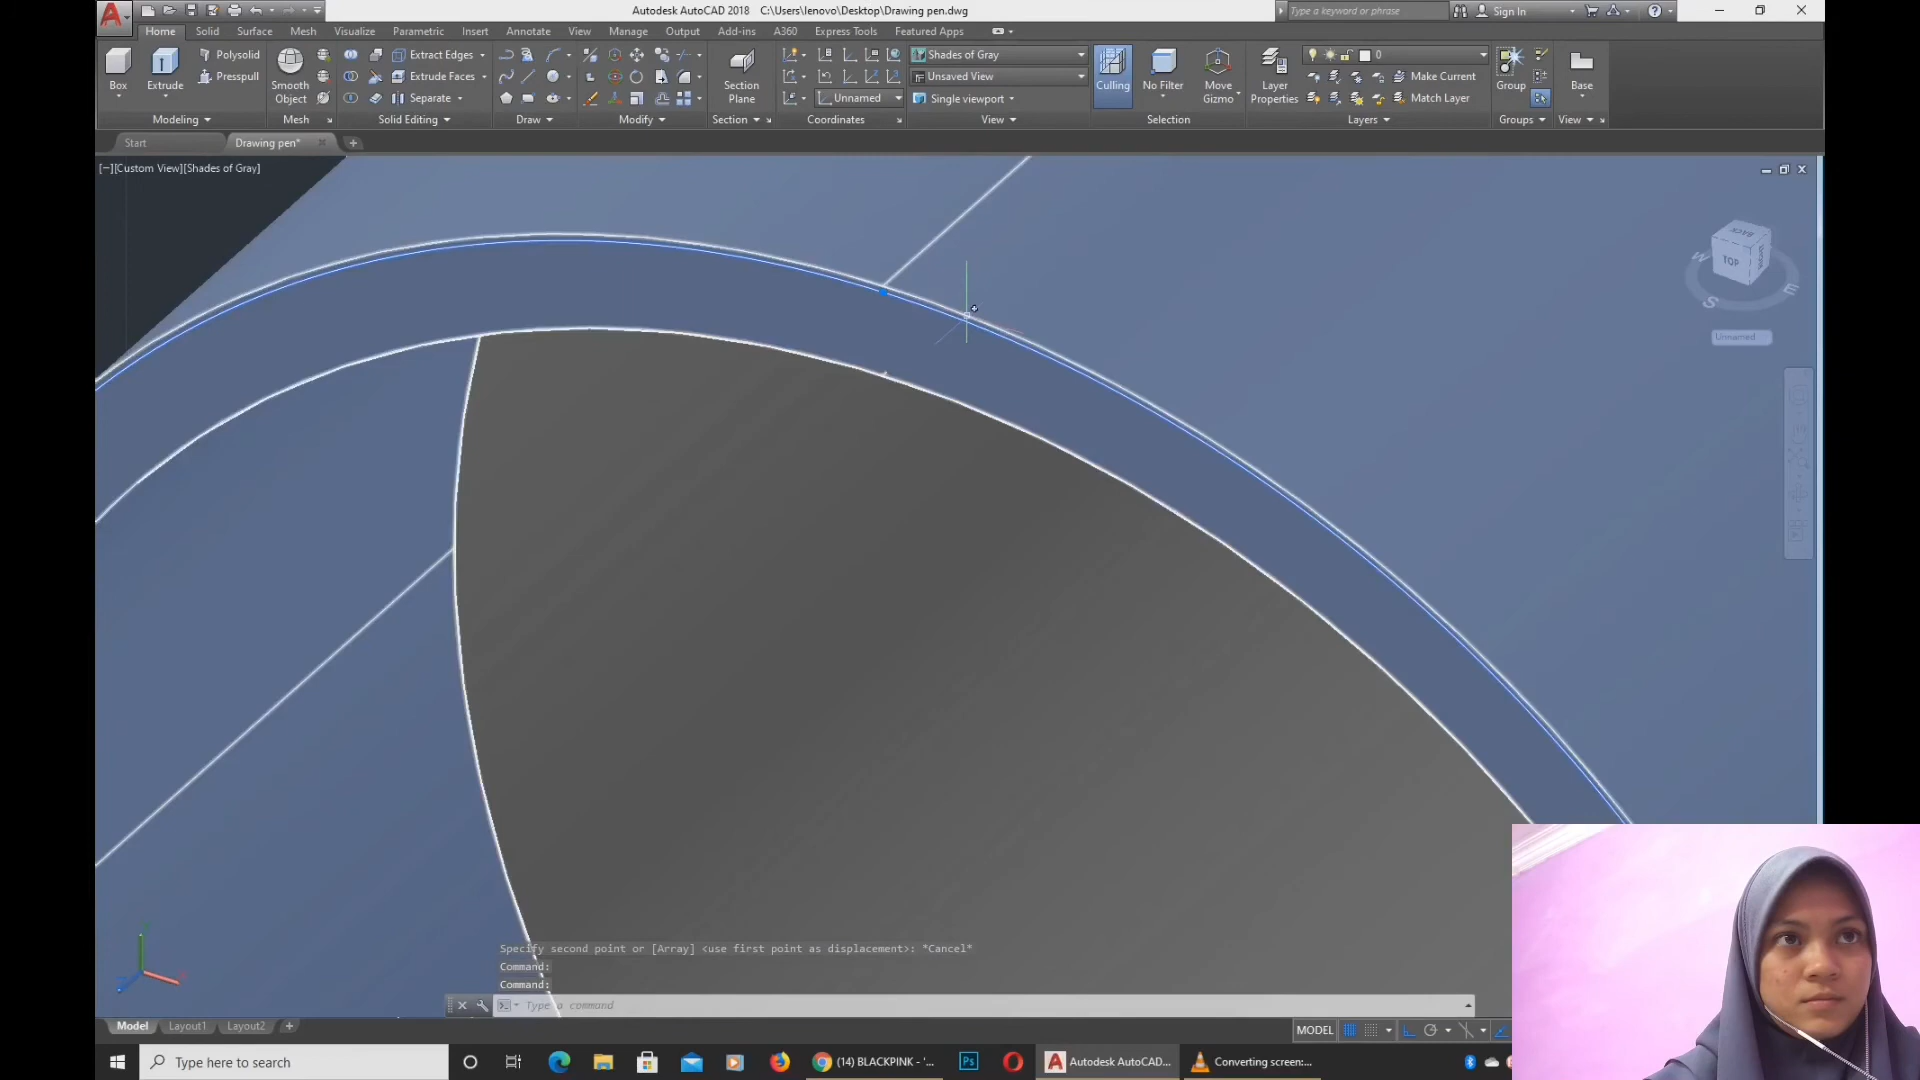 Autodesk AutoCAD 2018 C:\Users\lenovo\Desktop\Drawing pen.dwg
Type a keyword or phrase
Sign In
Home Solid Surface Mesh Visualize Parametric Insert Annotate View Manage Output Add-ins A360 Express Tools Featured Apps
Polysolid Extract Edges Shades of Gray 0
Presspull Extrude Faces Unsaved View Make Current
Box Extrude Smooth Object Separate Section Plane Unnamed Single viewport Culling No Filter Move Gizmo Layer Properties Match Layer Group Base
Modeling Mesh Solid Editing Draw Modify Section Coordinates View Selection Layers Groups View
Start Drawing pen*
[−][Custom View][Shades of Gray]
BACK
TOP
W
S
E
Unnamed
Specify second point or [Array] <use first point as displacement>: *Cancel*
Command:
Command:
Type a command
Model Layout1 Layout2
MODEL
Type here to search
(14) BLACKPINK - '...
Ps
Autodesk AutoCAD...
Converting screen:...